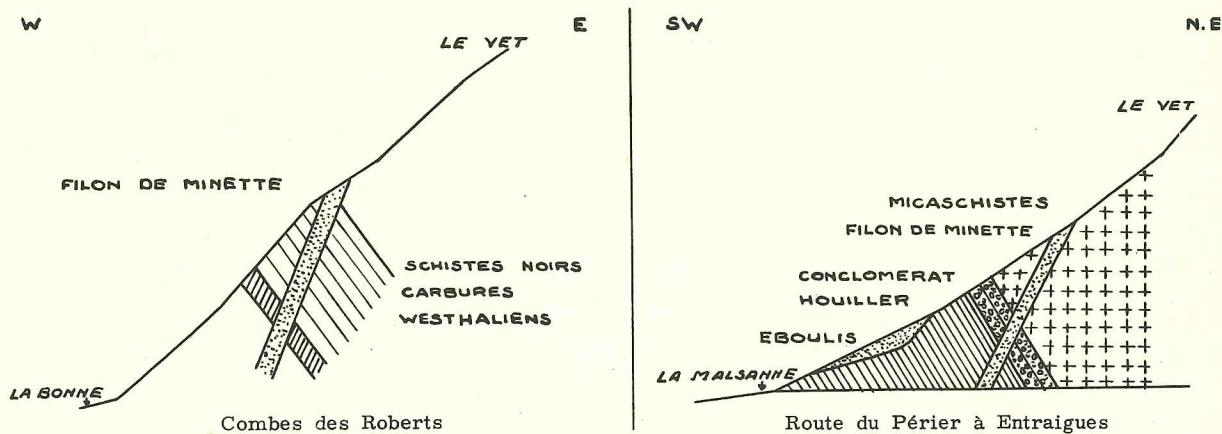 W
E
LE VET
FILON DE MINETTE
SCHISTES NOIRS
CARBURES
WESTHALIENS
LA BONNE
Combes des Roberts
SW
N.E
LE VET
MICASCHISTES
FILON DE MINETTE
CONGLOMERAT
HOUILLER
EBOULIS
LA MALSANNE
Route du Périer à Entraigues